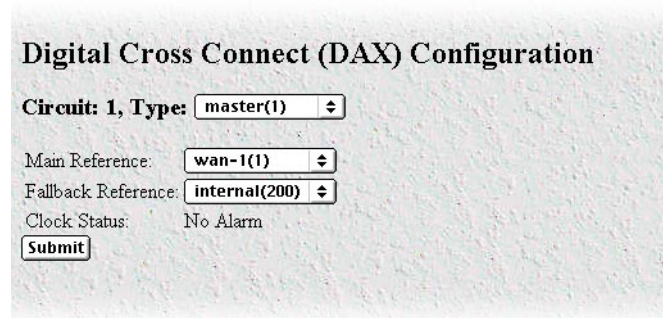 Digital Cross Connect (DAX) Configuration
Circuit: 1, Type: master(1)
Main Reference: wan-1(1)
Fallback Reference: internal(200)
Clock Status: No Alarm
Submit